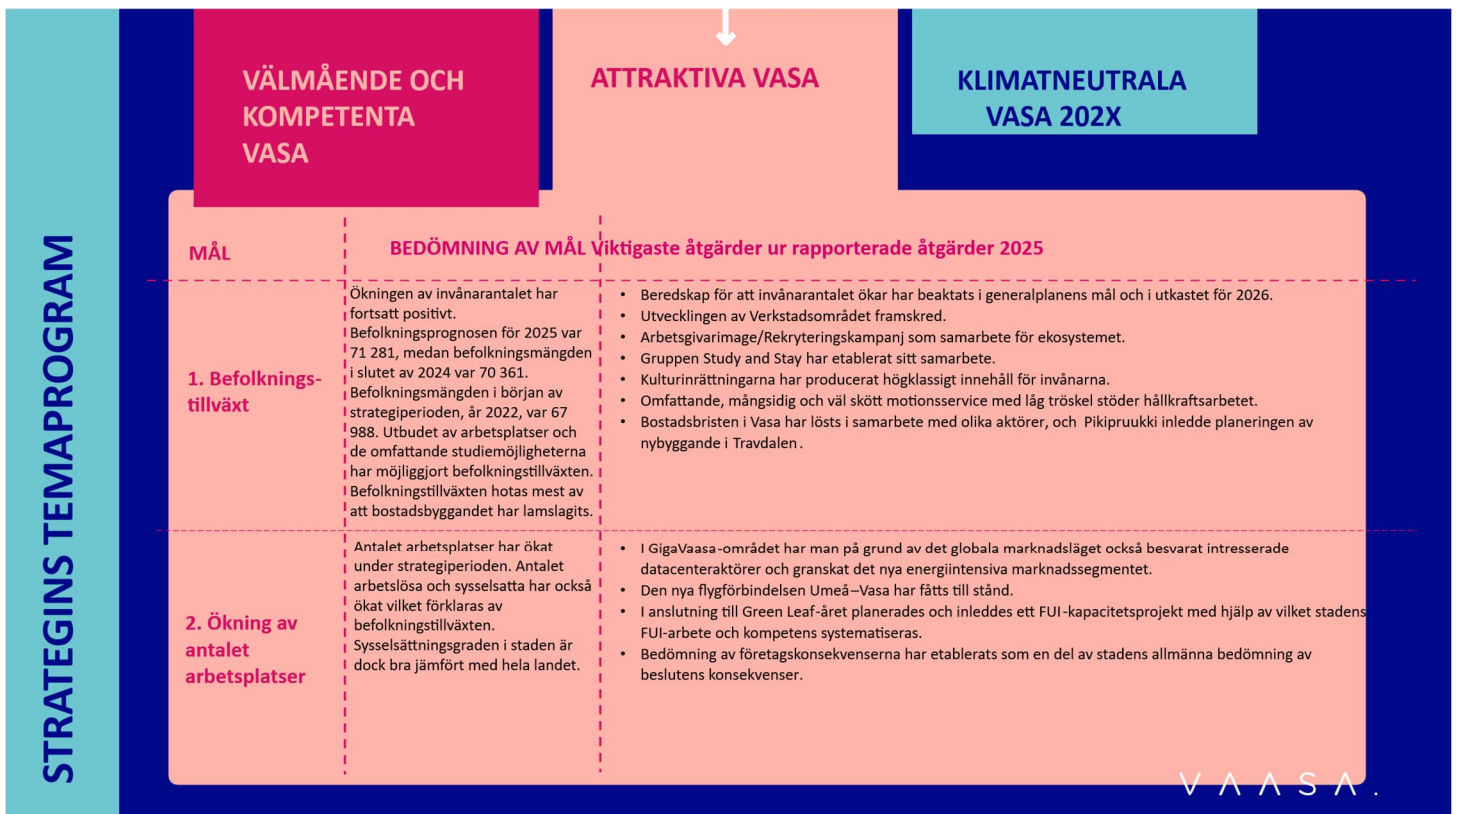 STRATEGINS TEMAPROGRAM
VÄLMÅENDE OCH
KOMPETENTA
VASA
ATTRAKTIVA VASA
KLIMATNEUTRALA
VASA 202X
MÅL
BEDÖMNING AV MÅL Viktigaste åtgärder ur rapporterade åtgärder 2025
1. Befolknings-
tillväxt
Ökningen av invånarantalet har
fortsatt positivt.
Befolkningsprognosen för 2025 var
71 281, medan befolkningsmängden
i slutet av 2024 var 70 361.
Befolkningsmängden i början av
strategiperioden, år 2022, var 67
988. Utbudet av arbetsplatser och
de omfattande studiemöjligheterna
har möjliggjort befolkningstillväxten.
Befolkningstillväxten hotas mest av
att bostadsbyggandet har lamslagits.
• Beredskap för att invånarantalet ökar har beaktats i generalplanens mål och i utkastet för 2026.
• Utvecklingen av Verkstadsområdet framskred.
• Arbetsgivarimage/Rekryteringskampanj som samarbete för ekosystemet.
• Gruppen Study and Stay har etablerat sitt samarbete.
• Kulturinrättningarna har producerat högklassigt innehåll för invånarna.
• Omfattande, mångsidig och väl skött motionsservice med låg tröskel stöder hållkraftsarbetet.
• Bostadsbristen i Vasa har lösts i samarbete med olika aktörer, och Pikipruukki inledde planeringen av
nybyggande i Travdalen.
2. Ökning av
antalet
arbetsplatser
Antalet arbetsplatser har ökat
under strategiperioden. Antalet
arbetslösa och sysselsatta har också
ökat vilket förklaras av
befolkningstillväxten.
Sysselsättningsgraden i staden är
dock bra jämfört med hela landet.
• I GigaVaasa-området har man på grund av det globala marknadsläget också besvarat intresserade
datacenteraktörer och granskat det nya energiintensiva marknadssegmentet.
• Den nya flygförbindelsen Umeå–Vasa har fåtts till stånd.
• I anslutning till Green Leaf-året planerades och inleddes ett FUI-kapacitetsprojekt med hjälp av vilket stadens
FUI-arbete och kompetens systematiseras.
• Bedömning av företagskonsekvenserna har etablerats som en del av stadens allmänna bedömning av
beslutens konsekvenser.
VAASA.